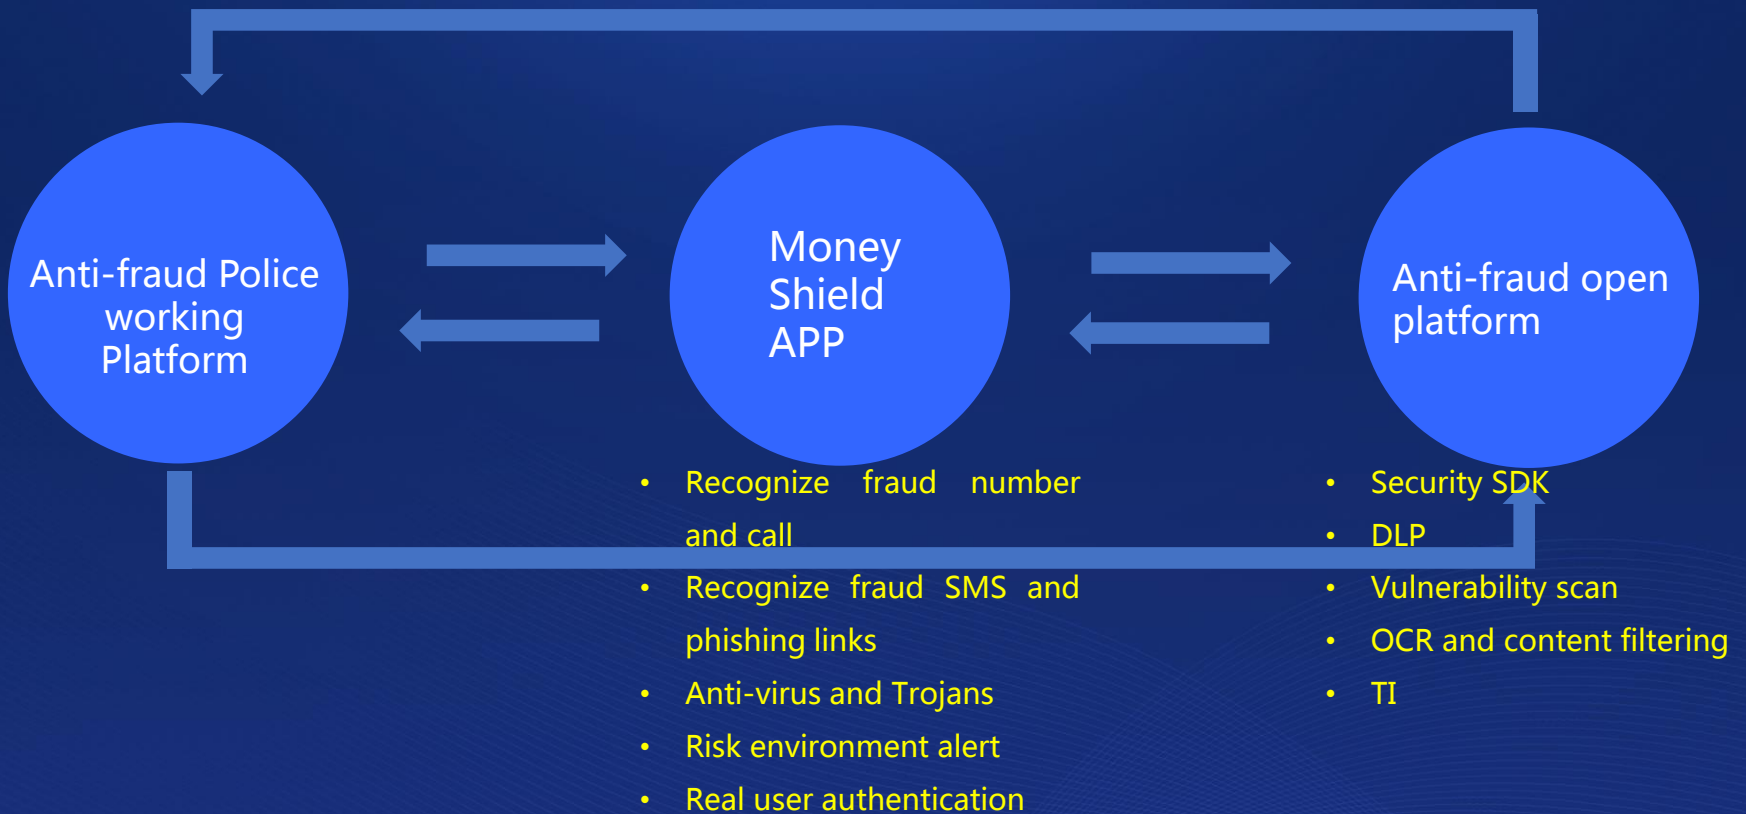 Anti-fraud Police
working
Platform
Money
Shield
APP
Anti-fraud open
platform
• Recognize fraud number
and call
• Recognize fraud SMS and
phishing links
• Anti-virus and Trojans
• Risk environment alert
• Real user authentication
• Security SDK
• DLP
• Vulnerability scan
• OCR and content filtering
• TI